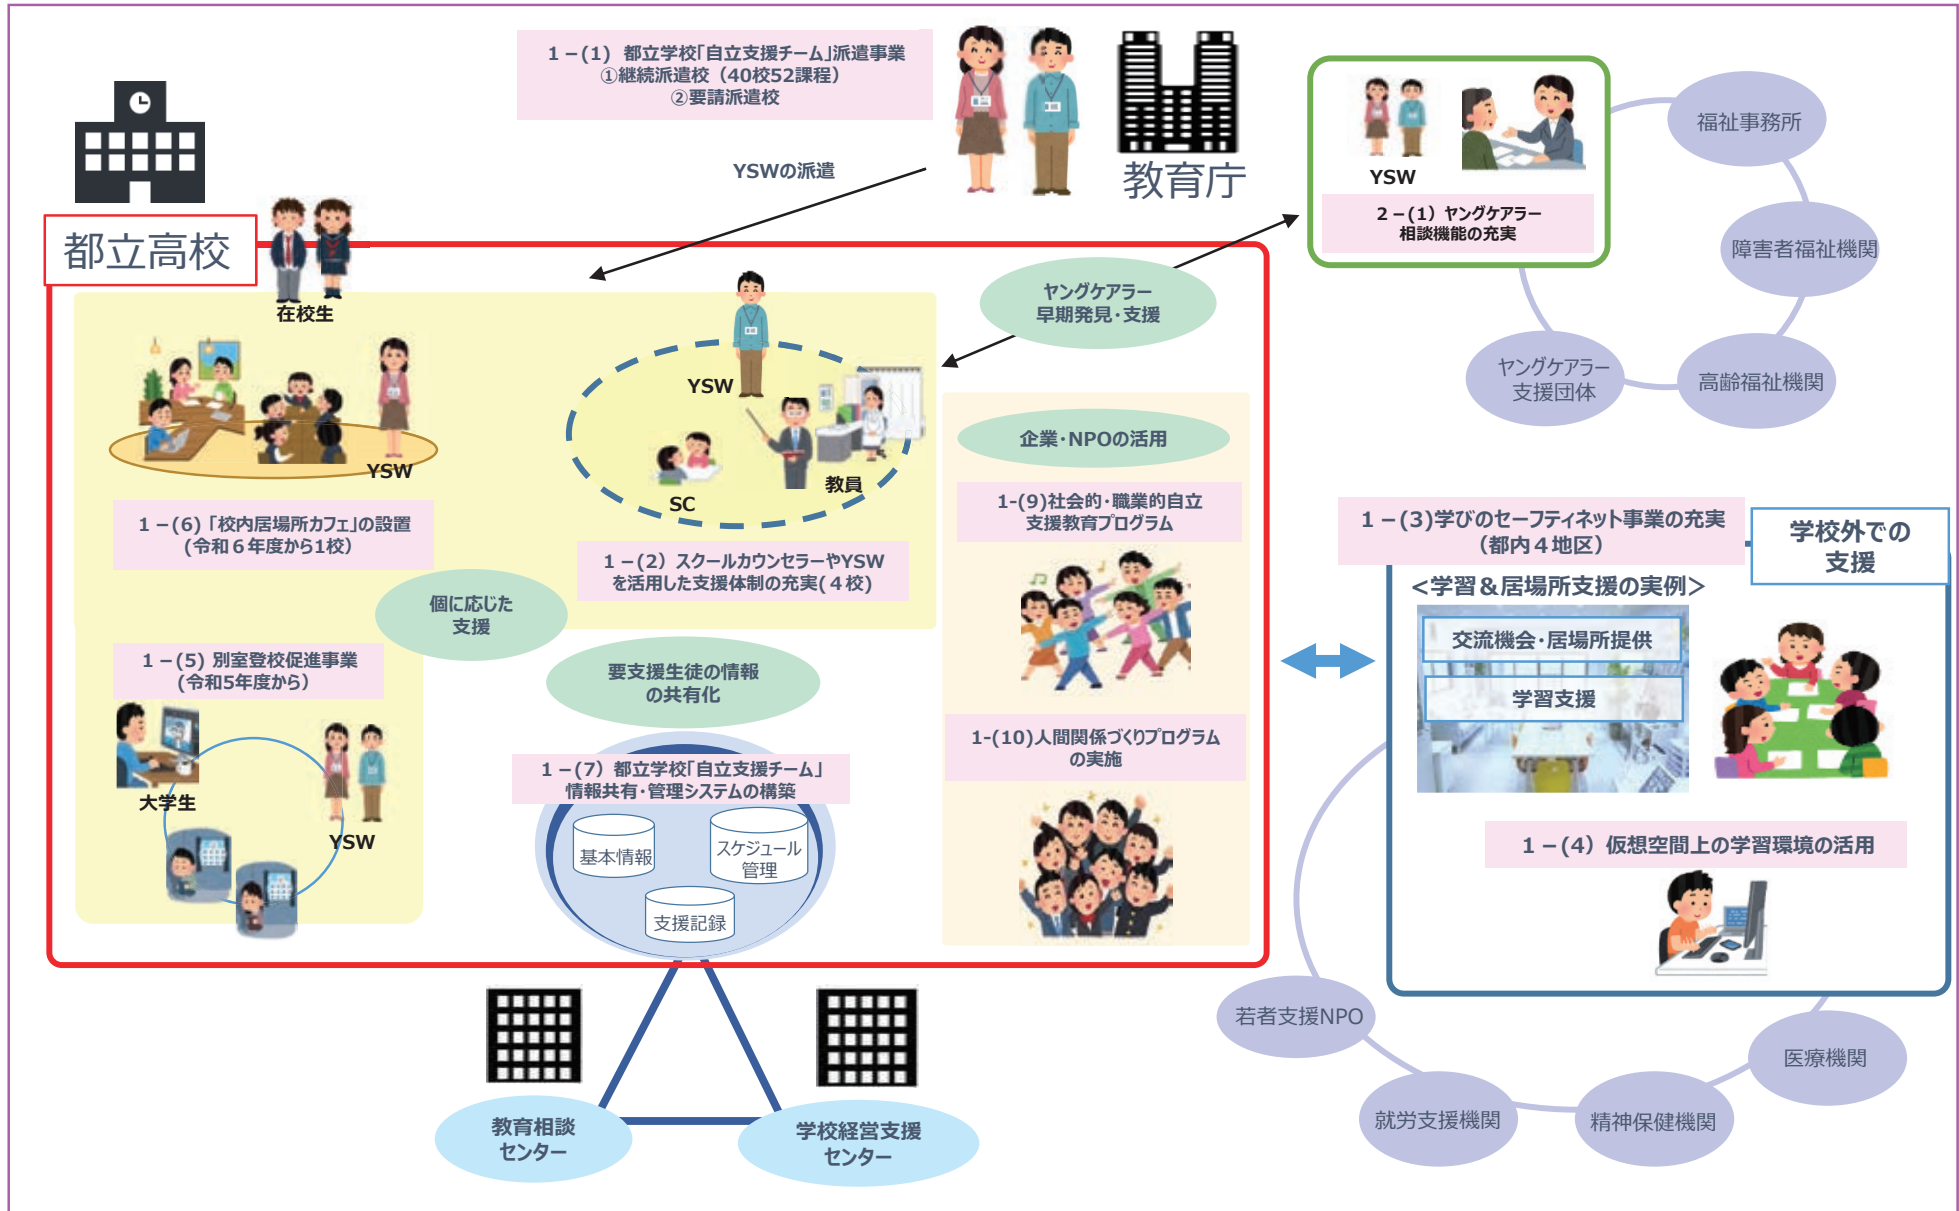 1－(1) 都立学校「自立支援チーム」派遣事業
①継続派遣校（40校52課程）
②要請派遣校
YSWの派遣
教育庁
YSW
2－(1) ヤングケアラー
相談機能の充実
福祉事務所
障害者福祉機関
高齢福祉機関
ヤングケアラー
支援団体
都立高校
在校生
YSW
1－(6)「校内居場所カフェ」の設置
(令和６年度から1校）
YSW
SC
教員
1－(2) スクールカウンセラーやYSW
を活用した支援体制の充実(４校)
ヤングケアラー
早期発見・支援
個に応じた
支援
1－(5) 別室登校促進事業
(令和5年度から）
大学生
YSW
要支援生徒の情報
の共有化
1－(7) 都立学校「自立支援チーム」
情報共有・管理システムの構築
基本情報
スケジュール
管理
支援記録
企業・NPOの活用
1-(9)社会的・職業的自立
支援教育プログラム
1-(10)人間関係づくりプログラム
の実施
教育相談
センター
学校経営支援
センター
1－(3)学びのセーフティネット事業の充実
（都内４地区）
学校外での
支援
<学習＆居場所支援の実例>
交流機会・居場所提供
学習支援
1－(4) 仮想空間上の学習環境の活用
若者支援NPO
就労支援機関
精神保健機関
医療機関